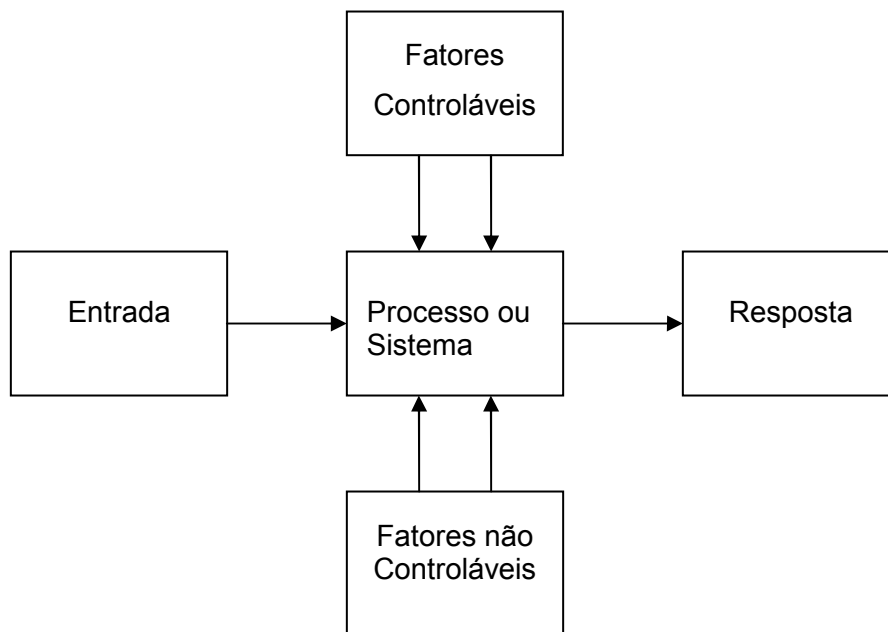 Fatores
Controláveis
Entrada
Processo ou
Sistema
Resposta
Fatores não
Controláveis